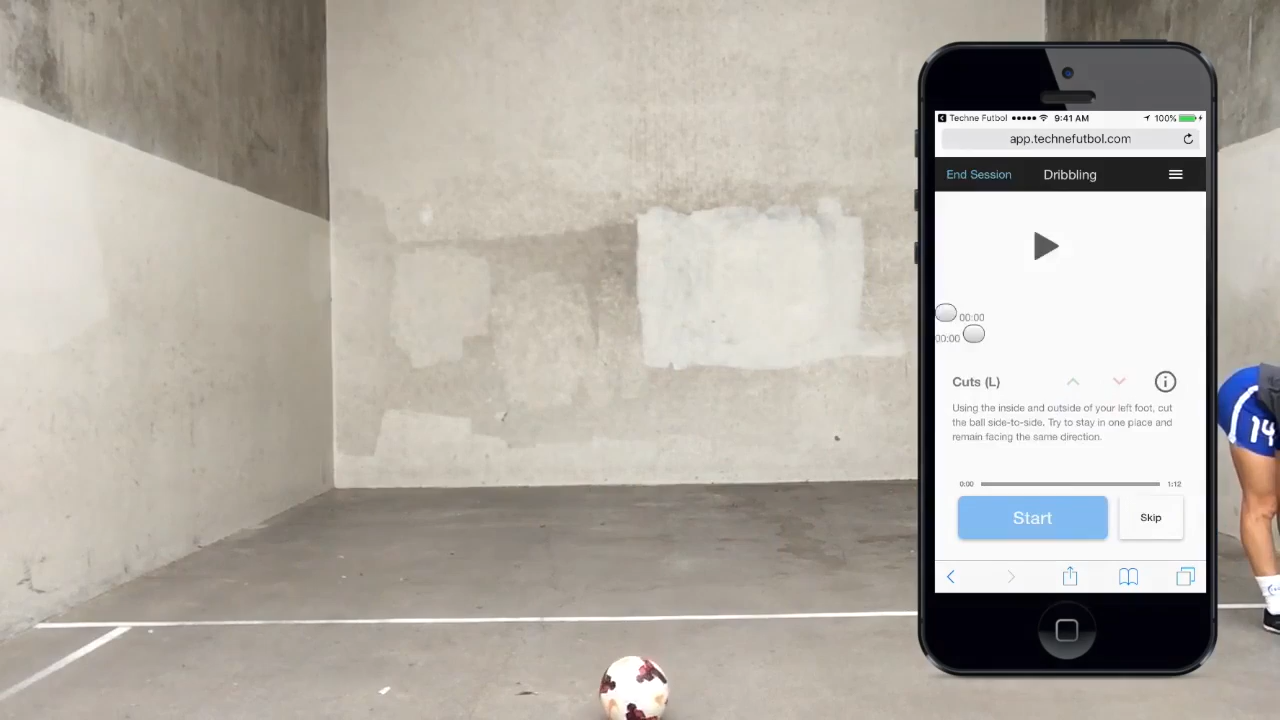 Techne Futbol 9:41 AM 100%
app.technefutbol.com
End Session Dribbling
00:00
00:00
Cuts (L)
Using the inside and outside of your left foot, cut
the ball side-to-side. Try to stay in one place and
remain facing the same direction.
0:00 1:12
Start Skip
14